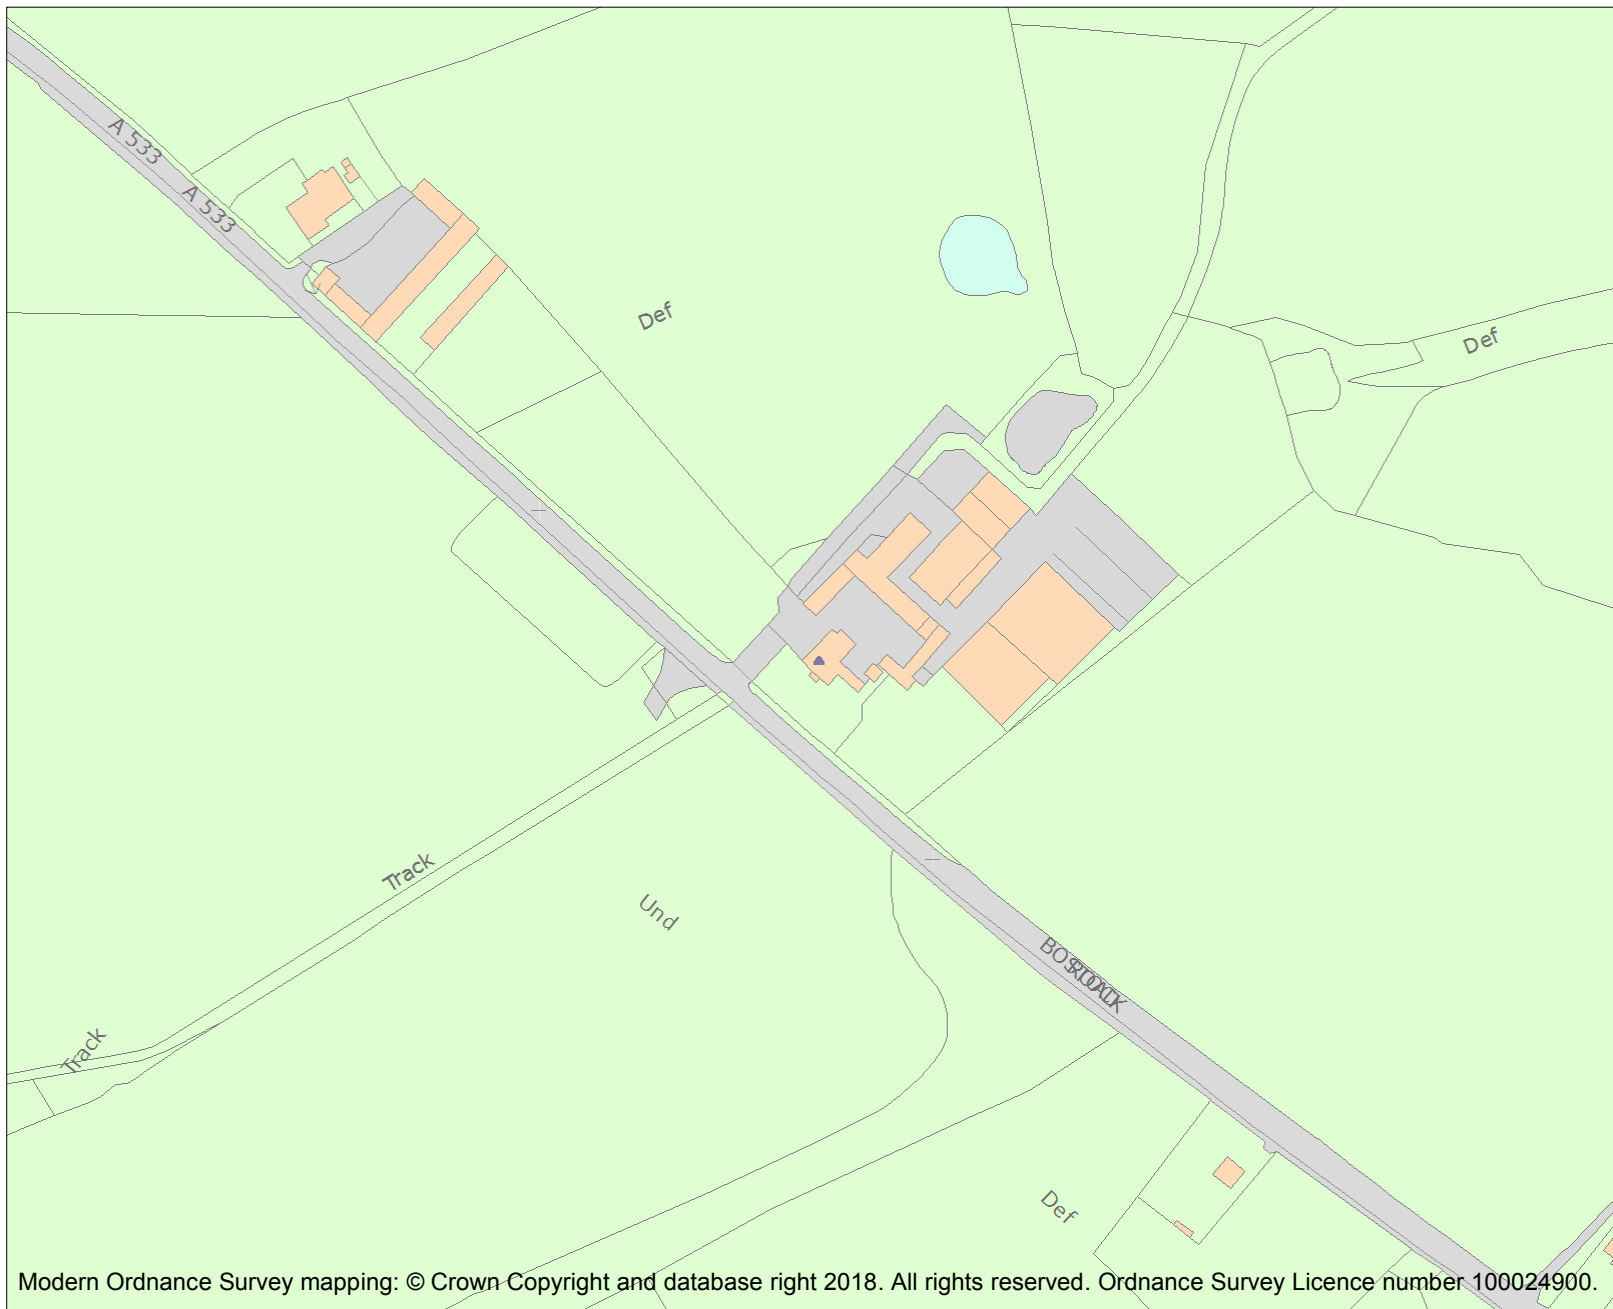 A 533
A 533
Def
Def
Track
Und
Track
Def
Modern Ordnance Survey mapping: © Crown Copyright and database right 2018. All rights reserved. Ordnance Survey Licence number 100024900.